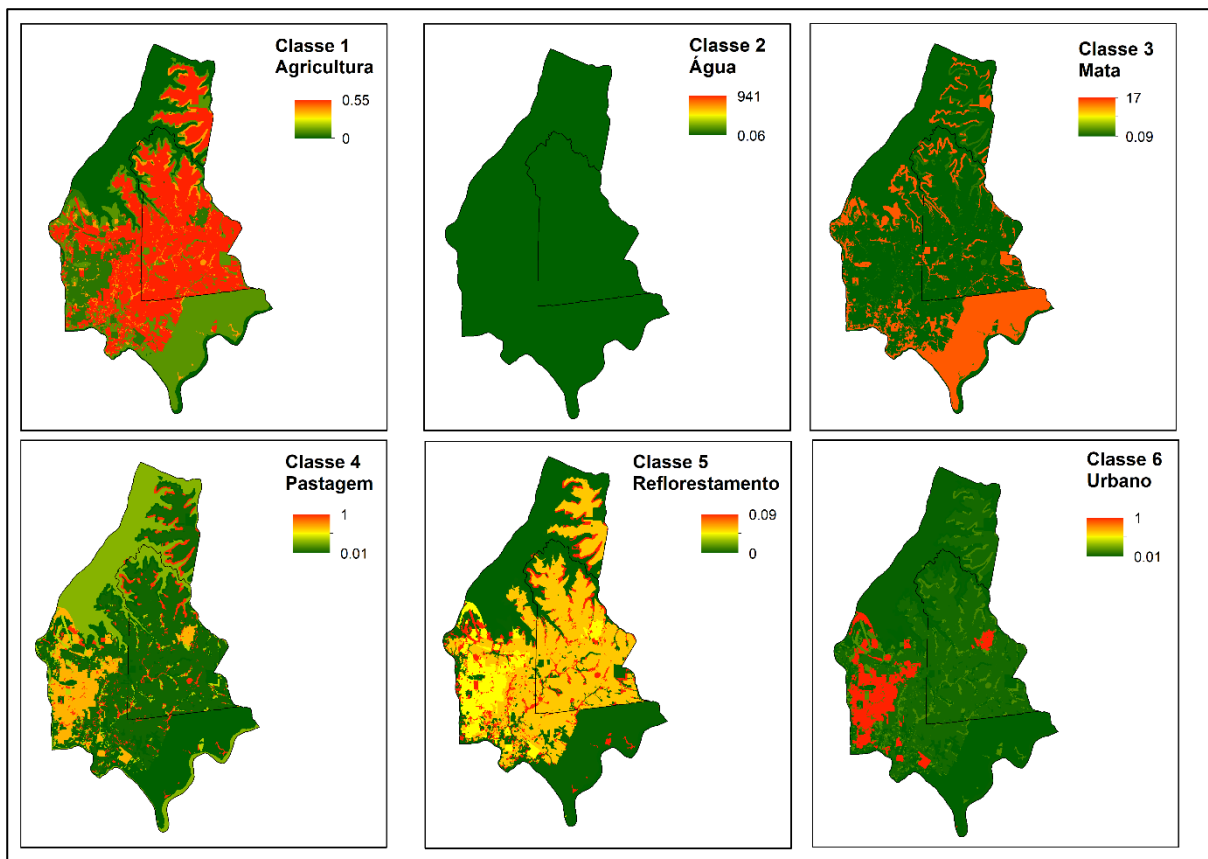 Classe 1
Agricultura
0.55
0
Classe 2
Água
941
0.06
Classe 3
Mata
17
0.09
Classe 4
Pastagem
1
0.01
Classe 5
Reflorestamento
0.09
0
Classe 6
Urbano
1
0.01